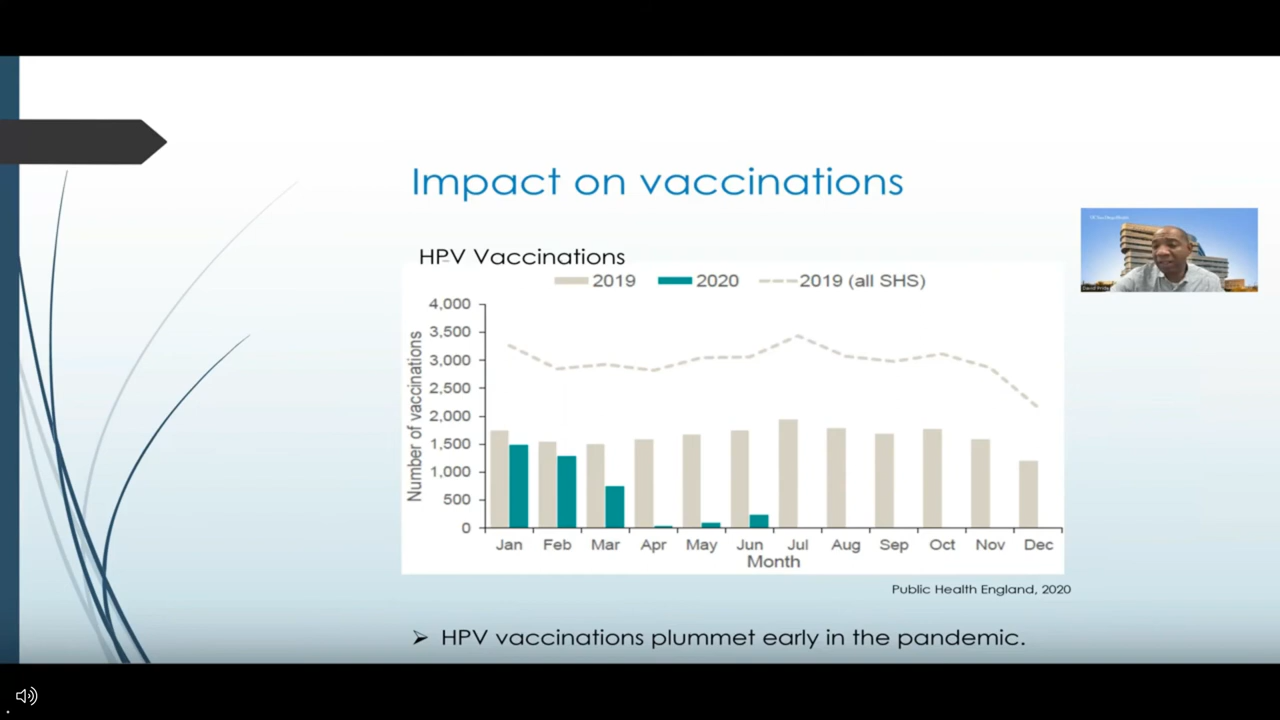 Impact on vaccinations
HPV Vaccinations
2019 2020 2019 (all SHS)
Number of vaccinations
4,000
3,500
3,000
2,500
2,000
1,500
1,000
500
0
Jan Feb Mar Apr May Jun Jul Aug Sep Oct Nov Dec
Month
Public Health England, 2020
HPV vaccinations plummet early in the pandemic.